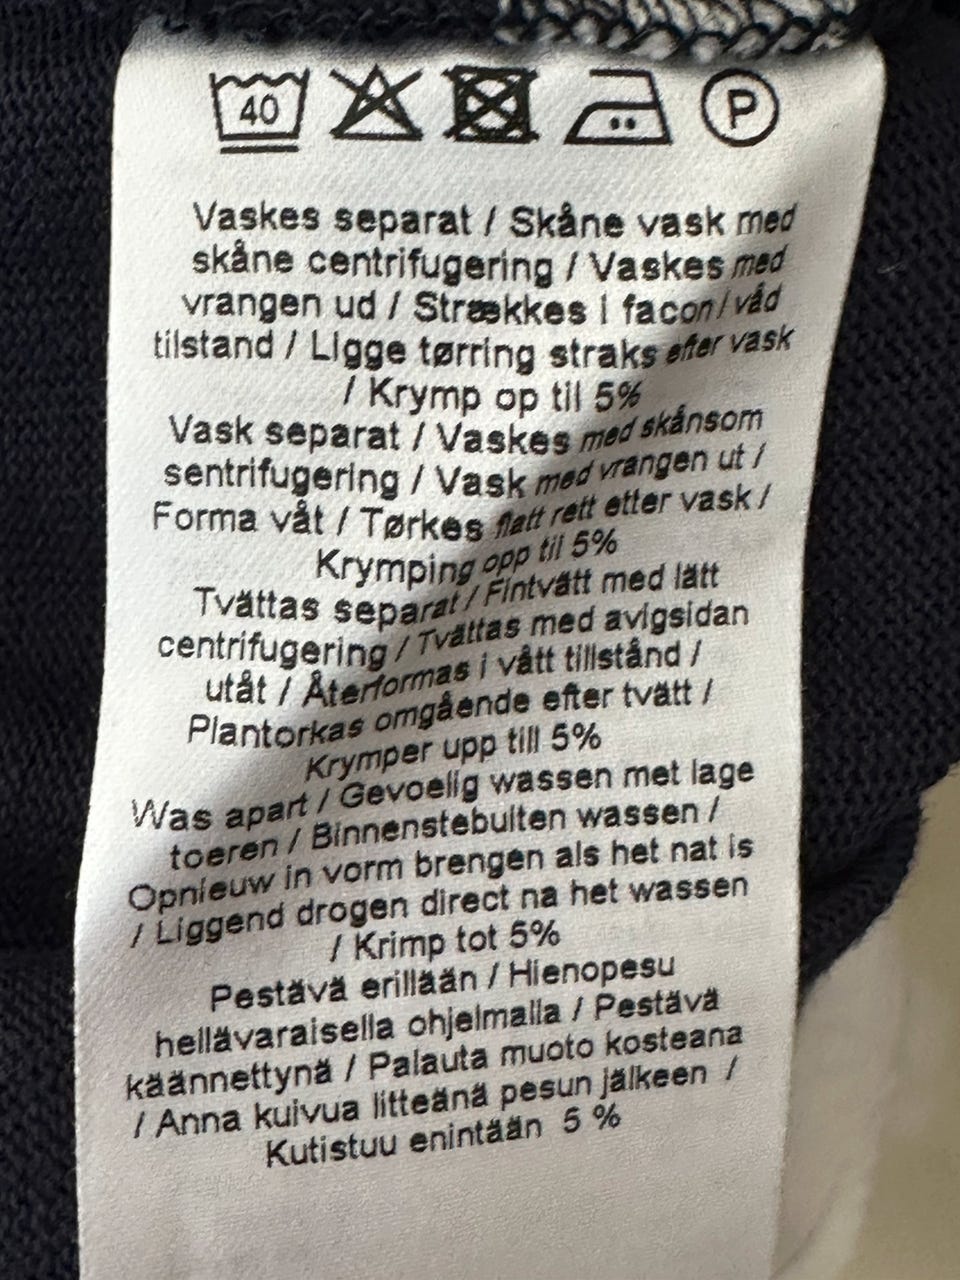 40 P
Vaskes separat / Skåne vask med
skåne centrifugering / Vaskes med
vrangen ud / Strækkes i facon/ våd
tilstand / Ligge tørring straks efter vask
/ Krymp op til 5%
Vask separat / Vaskes med skånsom
sentrifugering / Vask med vrangen ut /
Forma våt / Tørkes flatt rett etter vask /
Krymping opp til 5%
Tvättas separat / Fintvätt med lätt
centrifugering / Tvättas med avigsidan
utåt / Återformas i vått tillstånd /
Plantorkas omgående efter tvätt /
Krymper upp till 5%
Was apart / Gevoelig wassen met lage
toeren / Binnenstebuiten wassen /
Opnieuw in vorm brengen als het nat is
/ Liggend drogen direct na het wassen
/ Krimp tot 5%
Pestävä erillään / Hienopesu
hellävaraisella ohjelmalla / Pestävä
käännettynä / Palauta muoto kosteana
/ Anna kuivua litteänä pesun jälkeen /
Kutistuu enintään 5 %